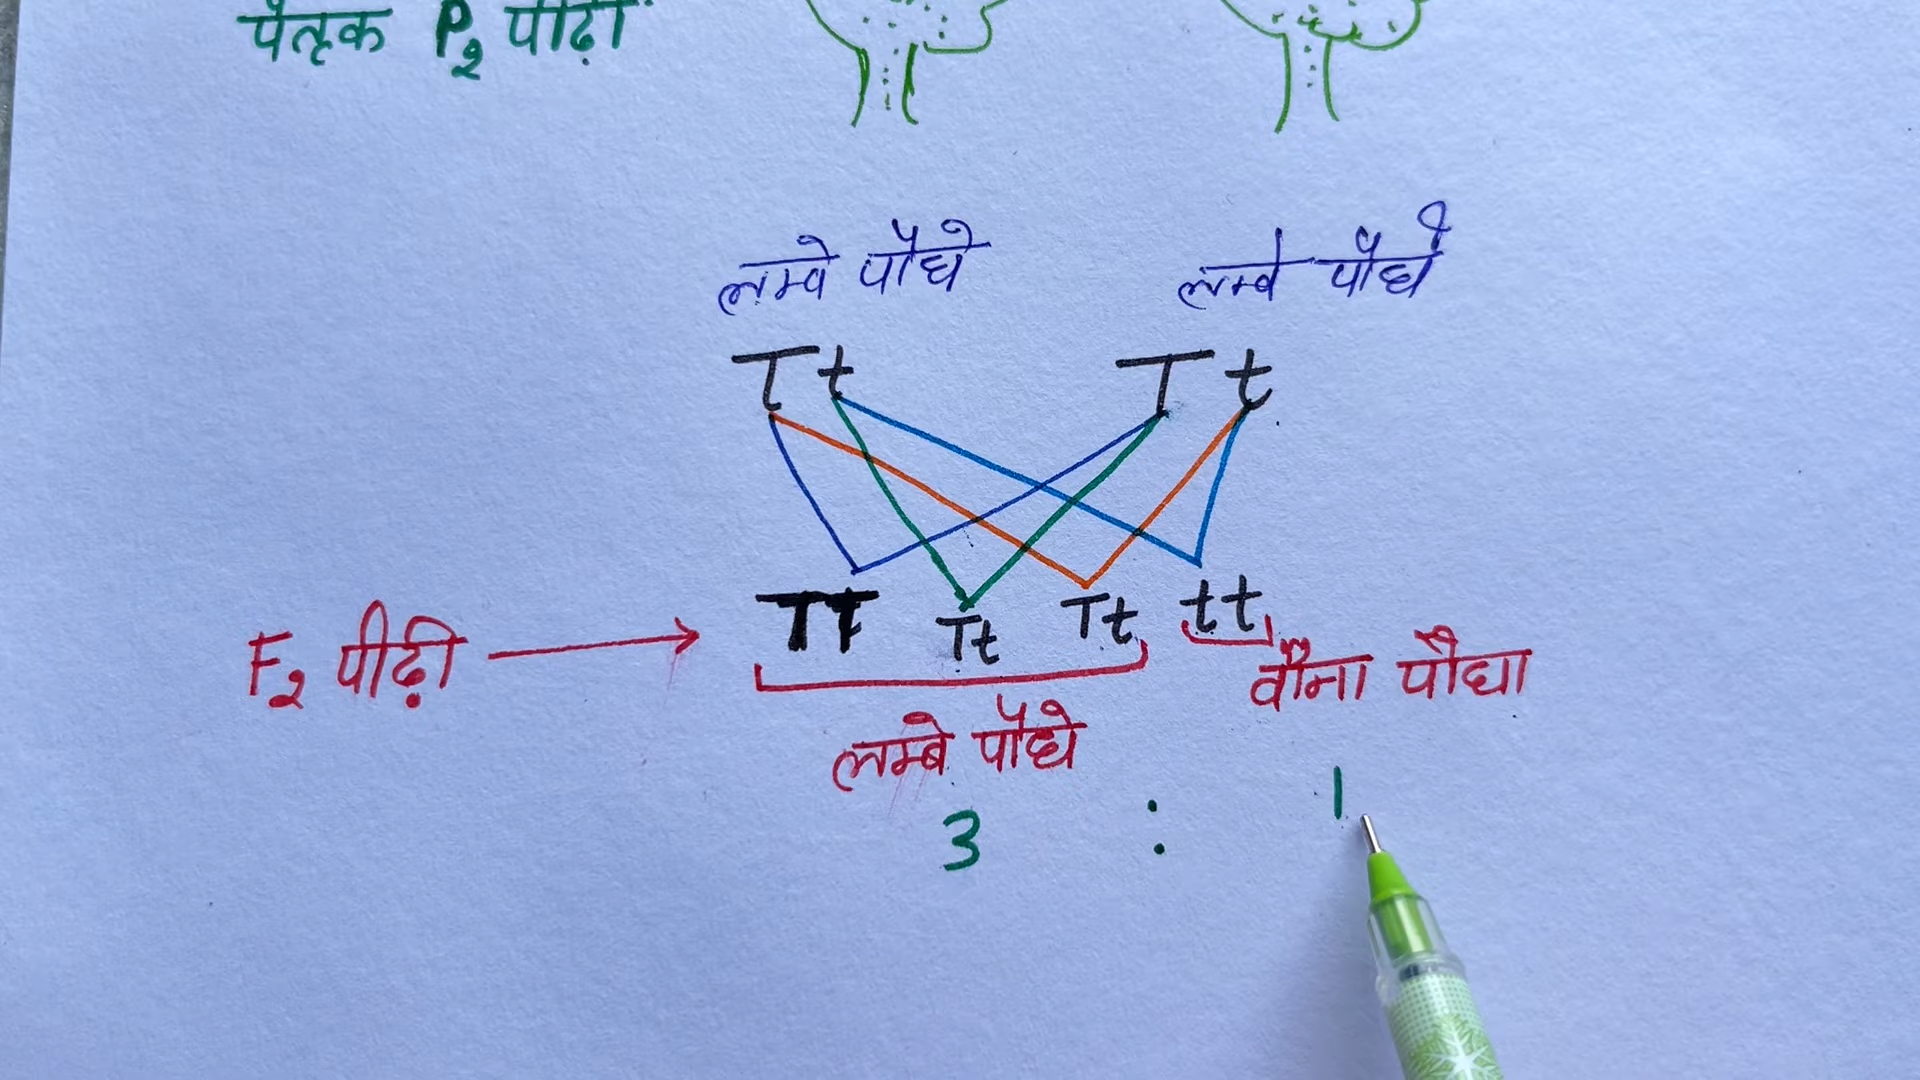 पैतृक P₂ पीढ़ी
लम्बे पौधे लम्बे पौधे
Tt Tt
TT Tt Tt tt
F₂ पीढ़ी
बौना पौधा
लम्बे पौधे
3 : 1